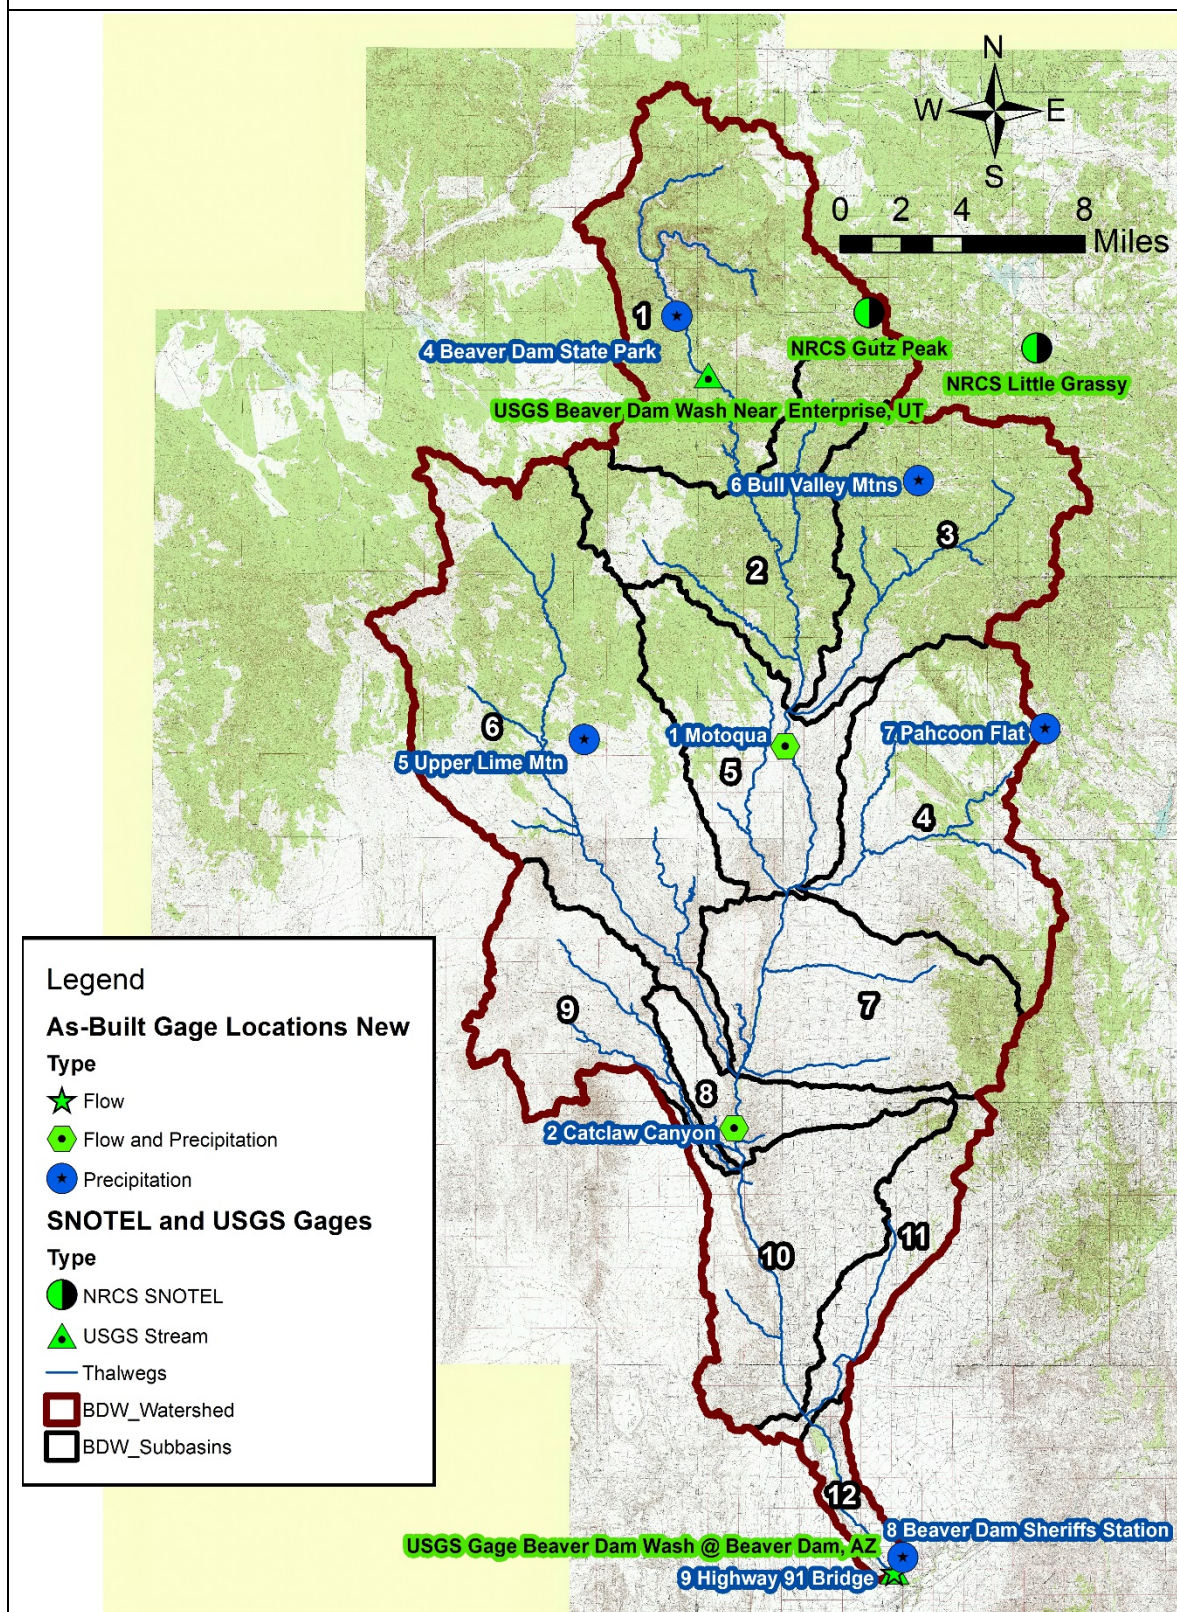 N
W
E
S
0
2
4
8
Miles
1
4 Beaver Dam State Park
NRCS Gutz Peak
NRCS Little Grassy
USGS Beaver Dam Wash Near Enterprise, UT
6 Bull Valley Mtns
3
2
6
5 Upper Lime Mtn
1 Motoqua
7 Pahcoon Flat
5
4
9
7
8
2 Catclaw Canyon
11
10
12
8 Beaver Dam Sheriffs Station
USGS Gage Beaver Dam Wash @ Beaver Dam, AZ
9 Highway 91 Bridge
Legend
As-Built Gage Locations New
Type
Flow
Flow and Precipitation
Precipitation
SNOTEL and USGS Gages
Type
NRCS SNOTEL
USGS Stream
Thalwegs
BDW_Watershed
BDW_Subbasins